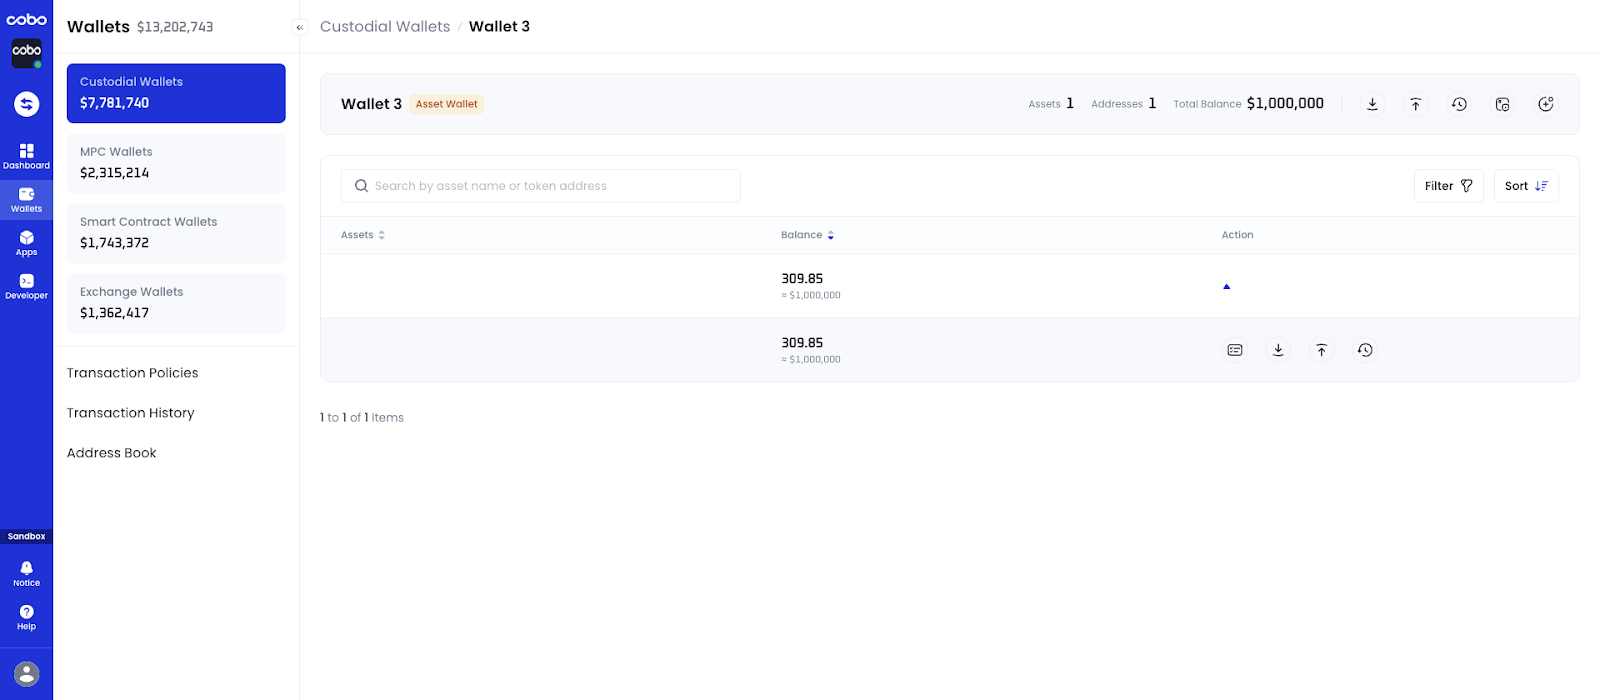 cobo
cobo
Dashboard
Wallets
Apps
Developer
Sandbox
Notice
Help
Wallets $13,202,743
Custodial Wallets
$7,781,740
MPC Wallets
$2,315,214
Smart Contract Wallets
$1,743,372
Exchange Wallets
$1,362,417
Transaction Policies
Transaction History
Address Book
«
Custodial Wallets / Wallet 3
Wallet 3 Asset Wallet Assets 1 Addresses 1 Total Balance $1,000,000
Search by asset name or token address Filter Sort
Assets Balance Action
309.85
≈ $1,000,000
309.85
≈ $1,000,000
1 to 1 of 1 Items